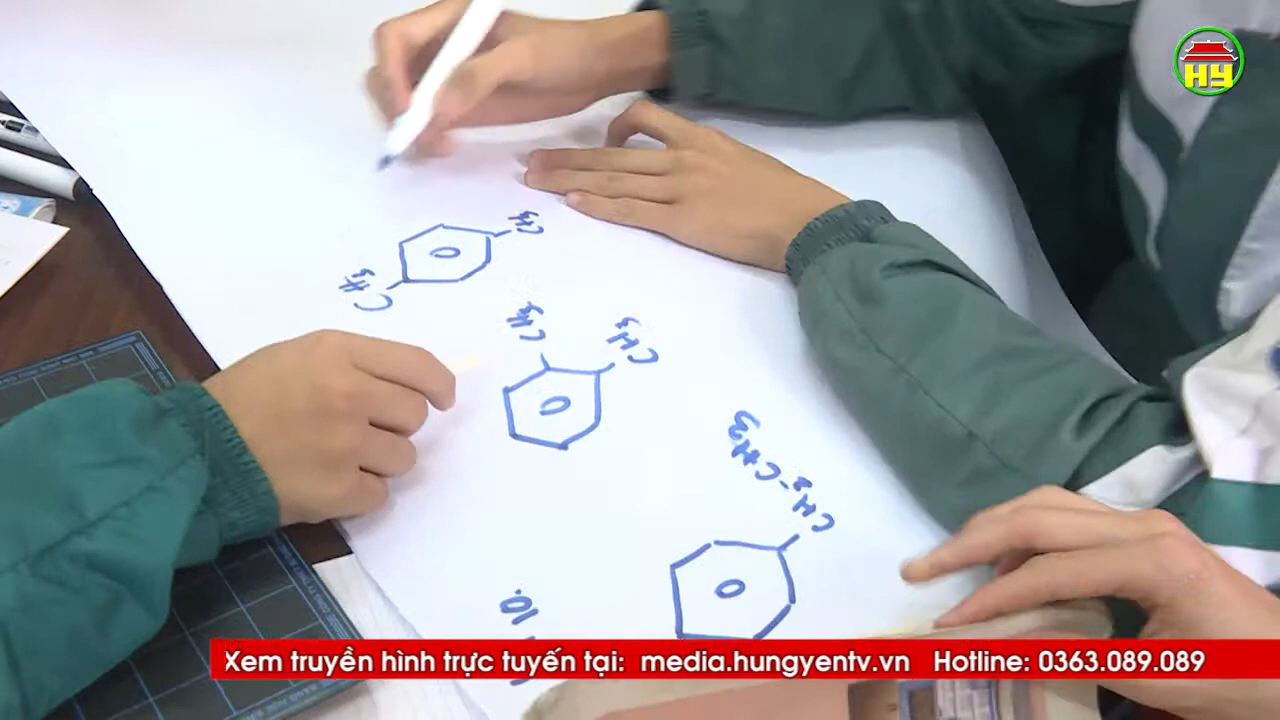 HY
CH3
CH3
CH3
CH3
CH2-CH3
10.
Xem truyền hình trực tuyến tại: media.hungyentv.vn Hotline: 0363.089.089